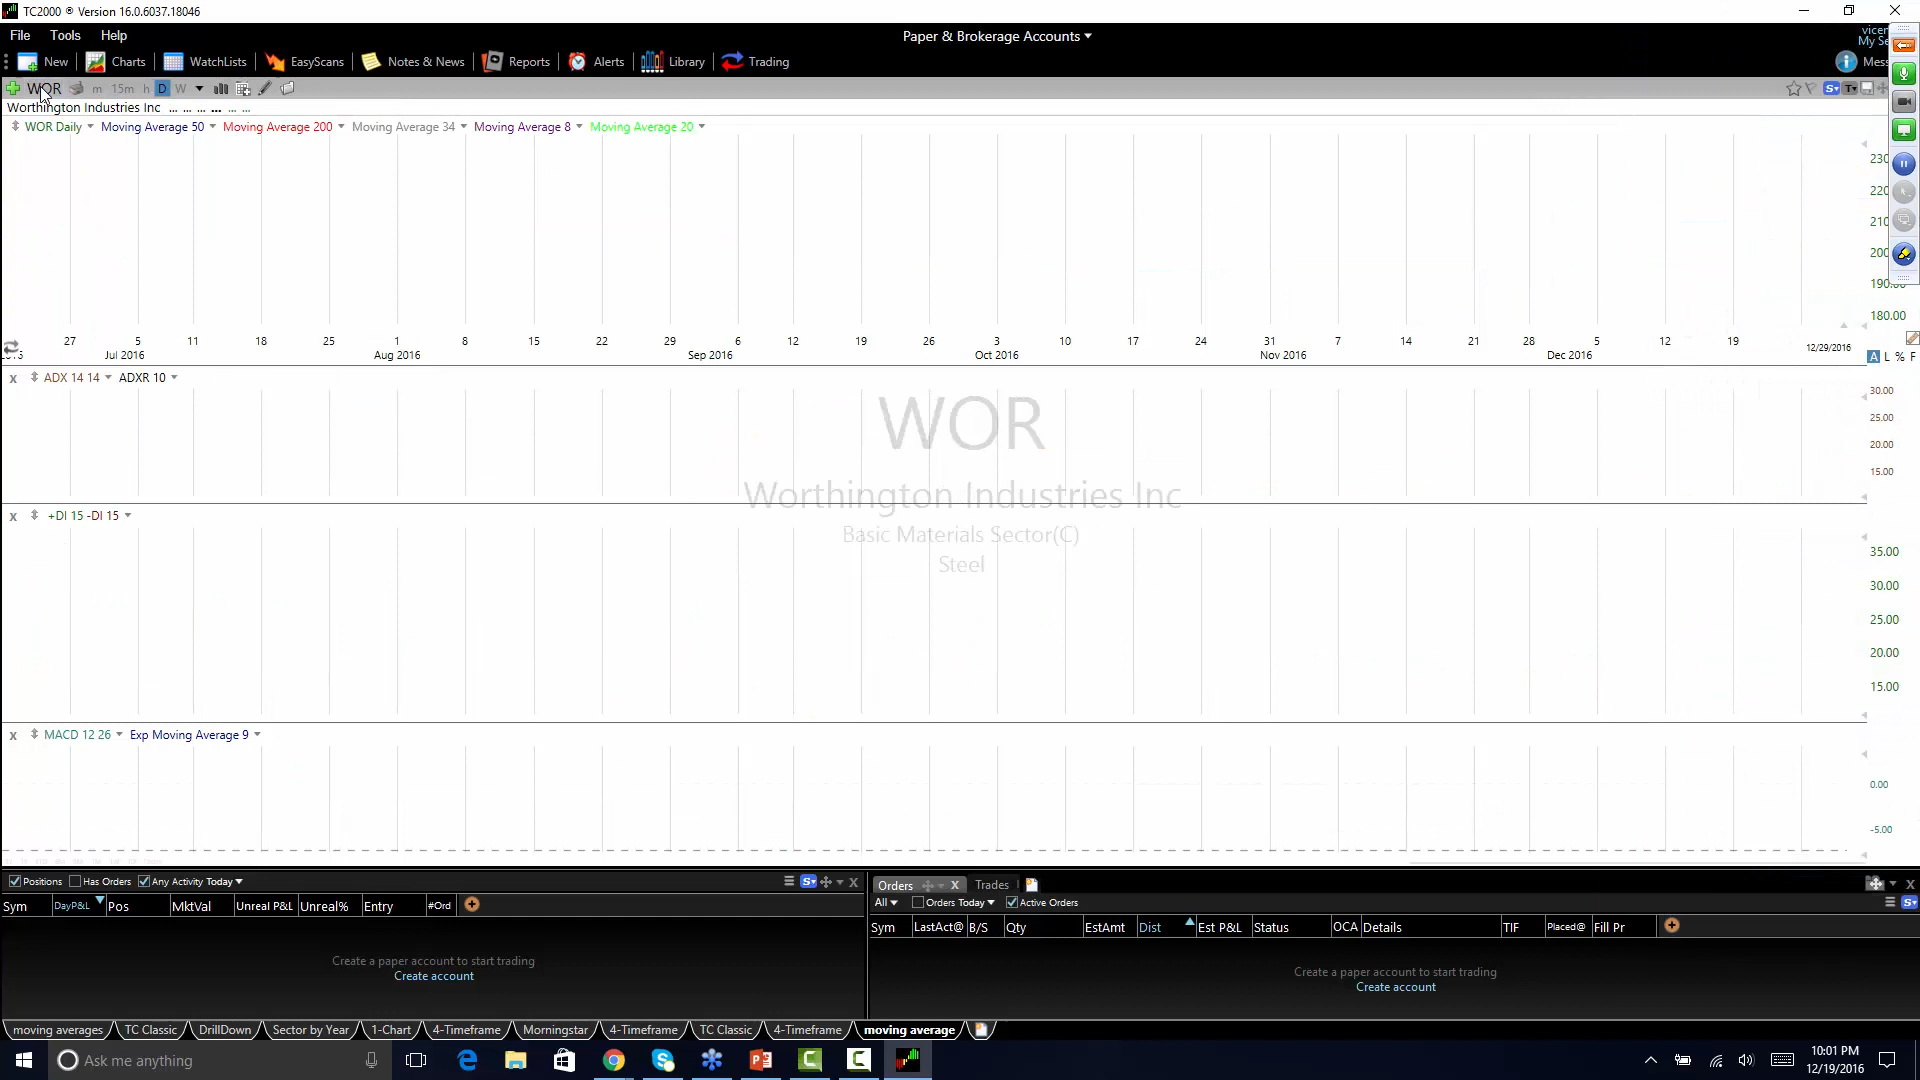 TC2000 ® Version 16.0.6037.18046
File Tools Help
Paper & Brokerage Accounts
My Se
New Charts WatchLists EasyScans Notes & News Reports Alerts Library Trading
Mess
WOR m 15m h D W
Worthington Industries Inc ... ... ... ... ... ...
WOR Daily Moving Average 50 Moving Average 200 Moving Average 34 Moving Average 8 Moving Average 20
180.00
27 5 11 18 25 1 8 15 22 29 6 12 19 26 3 10 17 24 31 7 14 21 28 5 12 19
12/29/2016
Jul 2016 Aug 2016 Sep 2016 Oct 2016 Nov 2016 Dec 2016
A L % F
x ADX 14 14 ADXR 10
30.00
25.00
20.00
15.00
WOR
Worthington Industries Inc
Basic Materials Sector(C)
Steel
x +DI 15 -DI 15
35.00
30.00
25.00
20.00
15.00
x MACD 12 26 Exp Moving Average 9
0.00
-5.00
Positions Has Orders Any Activity Today
Sym DayP&L Pos MktVal Unreal P&L Unreal% Entry #Ord
Create a paper account to start trading
Create account
Orders x Trades
All Orders Today Active Orders
Sym LastAct@ B/S Qty EstAmt Dist Est P&L Status OCA Details TIF Placed@ Fill Pr
Create a paper account to start trading
Create account
moving averages TC Classic DrillDown Sector by Year 1-Chart 4-Timeframe Morningstar 4-Timeframe TC Classic 4-Timeframe moving average
Ask me anything
10:01 PM
12/19/2016